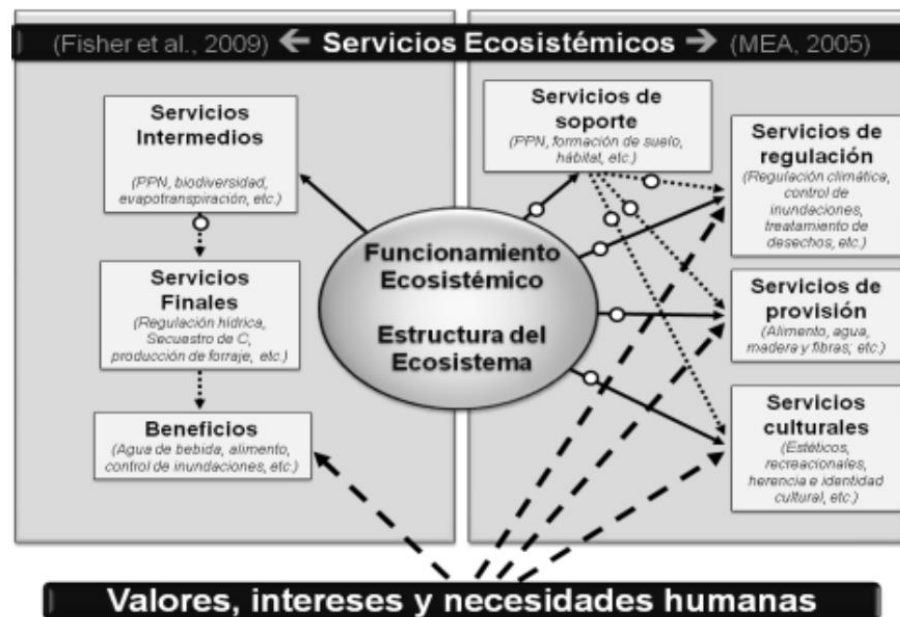 (Fisher et al., 2009) ← Servicios Ecosistémicos → (MEA, 2005)
Servicios
Intermedios
(PPN, biodiversidad,
evapotranspiración, etc.)
Servicios
Finales
(Regulación hídrica,
Secuestro de C,
producción de forraje, etc.)
Beneficios
(Agua de bebida, alimento,
control de inundaciones, etc.)
Funcionamiento
Ecosistémico
Estructura del
Ecosistema
Servicios de
soporte
(PPN, formación de suelo,
hábitat, etc.)
Servicios de
regulación
(Regulación climática,
control de
inundaciones,
treatamiento de
desechos, etc.)
Servicios de
provisión
(Alimento, agua,
madera y fibras; etc.)
Servicios
culturales
(Estéticos,
recreacionales,
herencia e identidad
cultural, etc.)
Valores, intereses y necesidades humanas